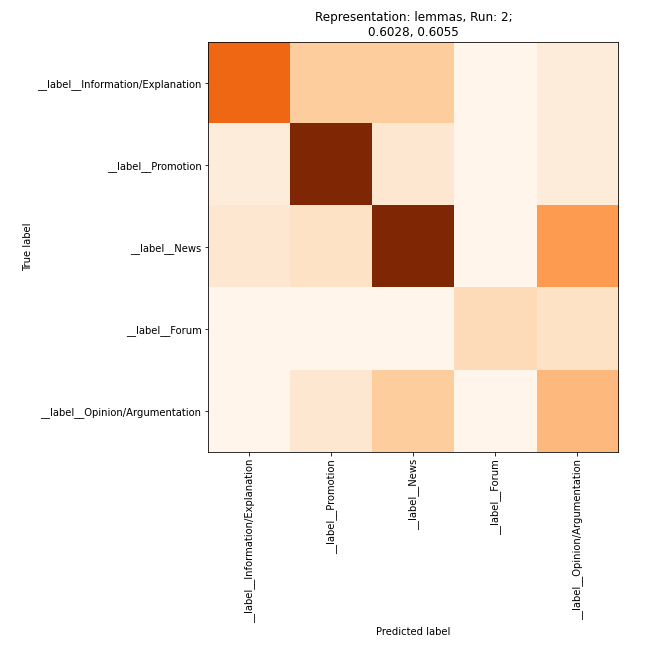 Representation: lemmas, Run: 2;
0.6028, 0.6055
__label__Information/Explanation
__label__Promotion
__label__News
__label__Forum
__label__Opinion/Argumentation
True label
__label__Information/Explanation
__label__Promotion
__label__News
__label__Forum
__label__Opinion/Argumentation
Predicted label